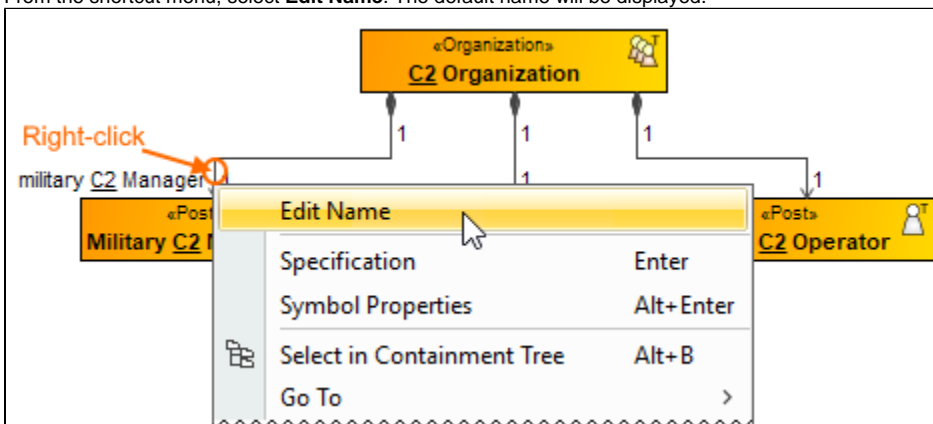 From the shortcut menu, select Edit Name. The default name will be displayed.
«Organization»
C2 Organization
Right-click
1 1 1
military C2 Manager
1 1
«Post
Military C2
Edit Name
«Post»
C2 Operator
Specification Enter
Symbol Properties Alt+Enter
Select in Containment Tree Alt+B
Go To >